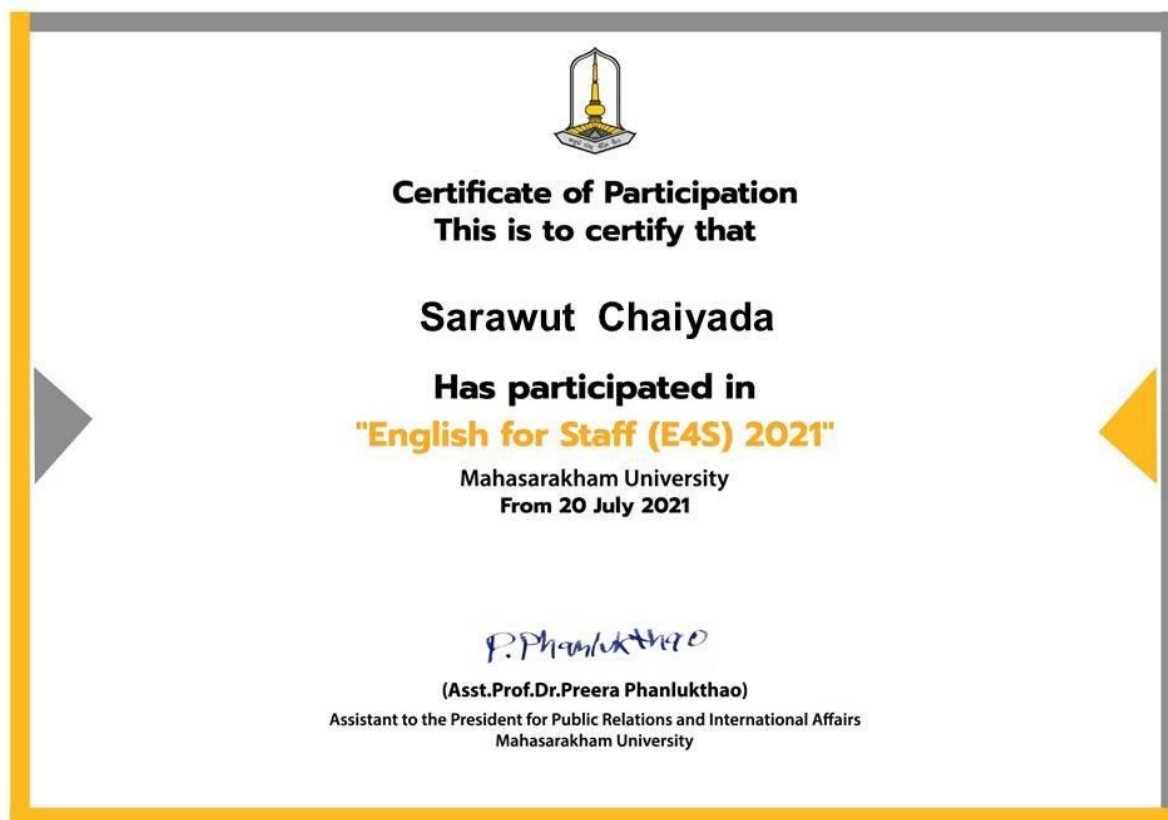 Certificate of Participation
This is to certify that
Sarawut Chaiyada
Has participated in
"English for Staff (E4S) 2021"
Mahasarakham University
From 20 July 2021
P. Phanlukthao
(Asst.Prof.Dr.Preera Phanlukthao)
Assistant to the President for Public Relations and International Affairs
Mahasarakham University